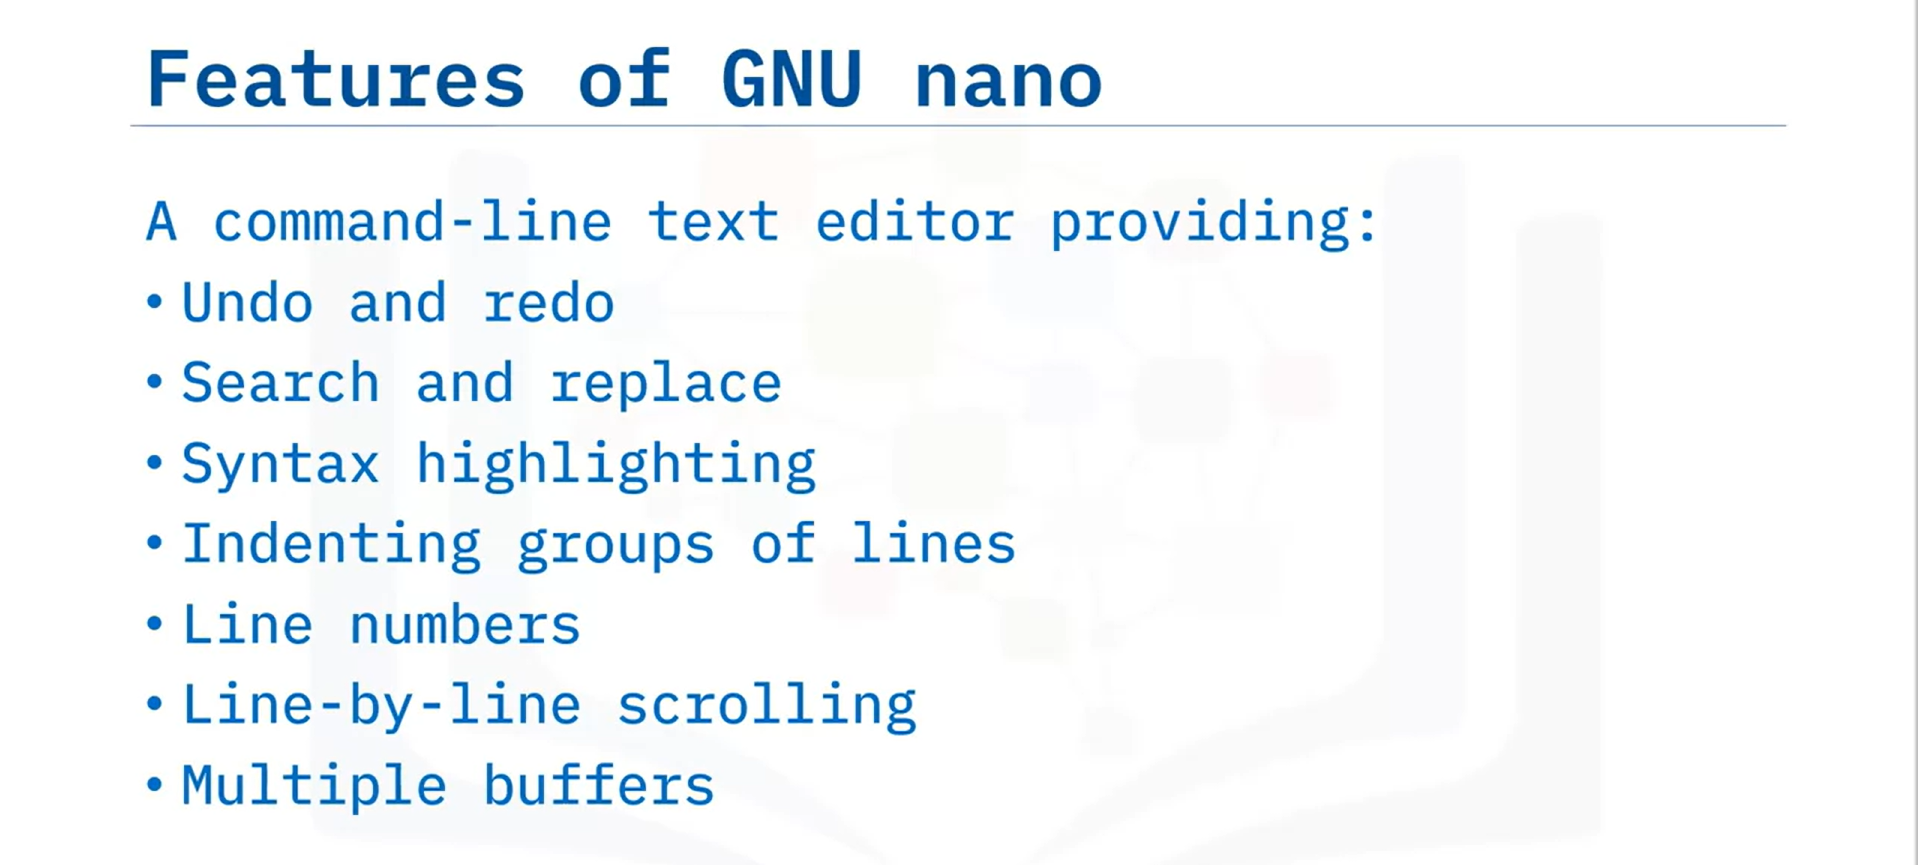 Features of GNU nano
A command-line text editor providing:
• Undo and redo
• Search and replace
• Syntax highlighting
• Indenting groups of lines
• Line numbers
• Line-by-line scrolling
• Multiple buffers